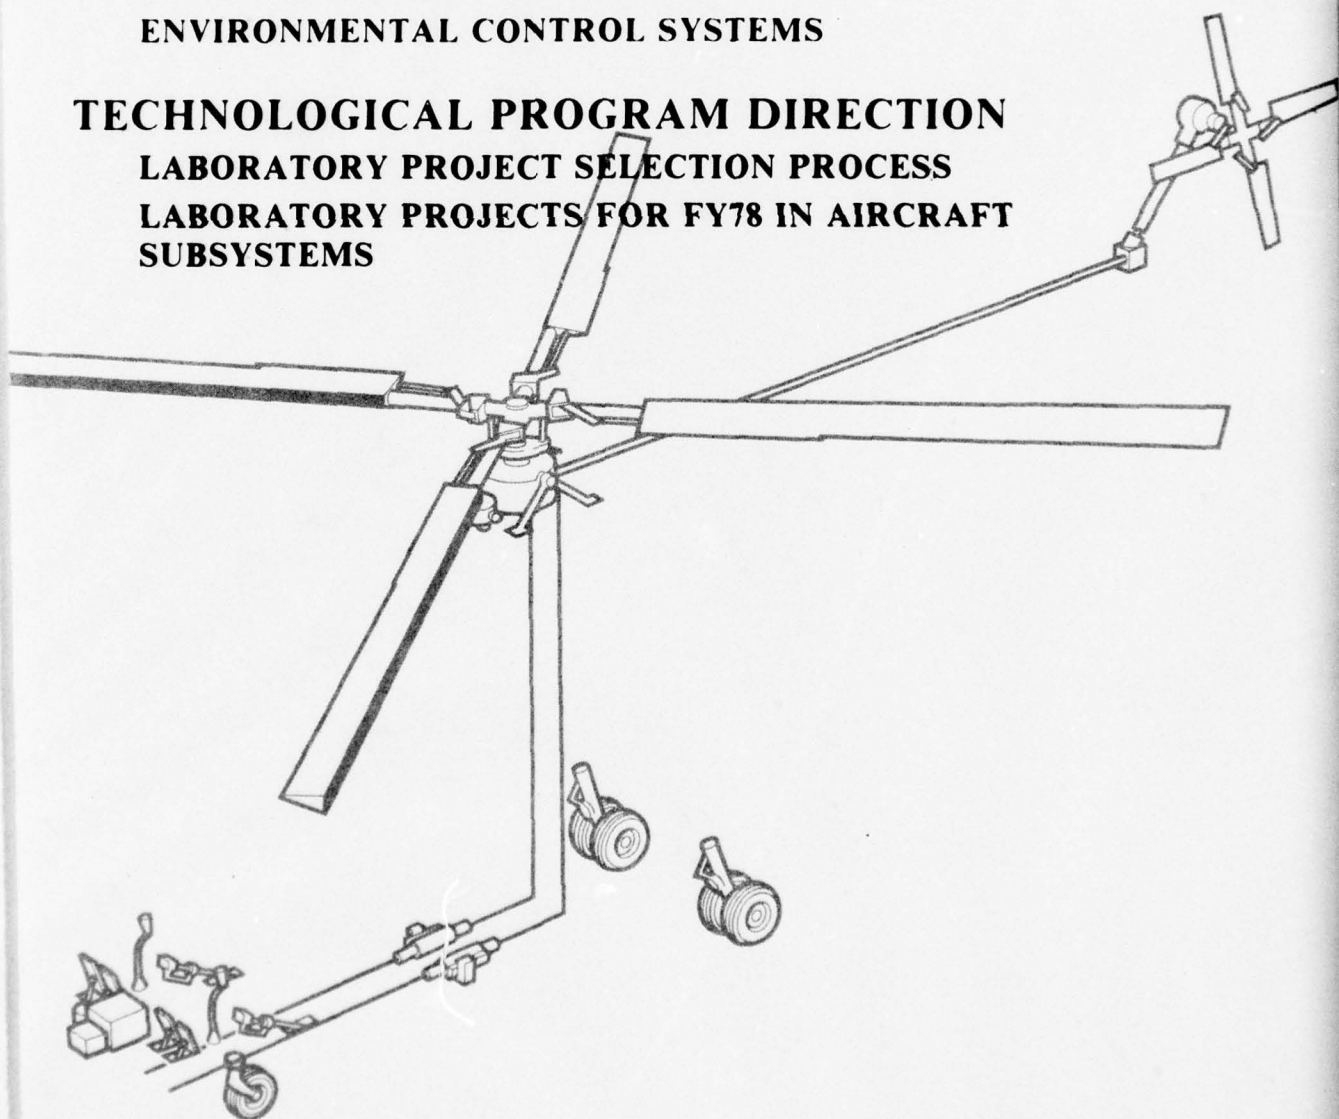 ENVIRONMENTAL CONTROL SYSTEMS
TECHNOLOGICAL PROGRAM DIRECTION
LABORATORY PROJECT SELECTION PROCESS
LABORATORY PROJECTS FOR FY78 IN AIRCRAFT
SUBSYSTEMS